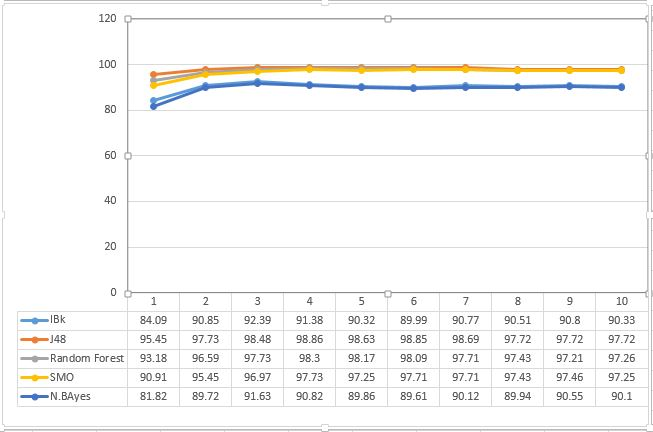 120
100
80
60
40
20
0
1 2 3 4 5 6 7 8 9 10
IBk 84.09 90.85 92.39 91.38 90.32 89.99 90.77 90.51 90.8 90.33
J48 95.45 97.73 98.48 98.86 98.63 98.85 98.69 97.72 97.72 97.72
Random Forest 93.18 96.59 97.73 98.3 98.17 98.09 97.71 97.43 97.21 97.26
SMO 90.91 95.45 96.97 97.73 97.25 97.71 97.71 97.43 97.46 97.25
N.BAyes 81.82 89.72 91.63 90.82 89.86 89.61 90.12 89.94 90.55 90.1